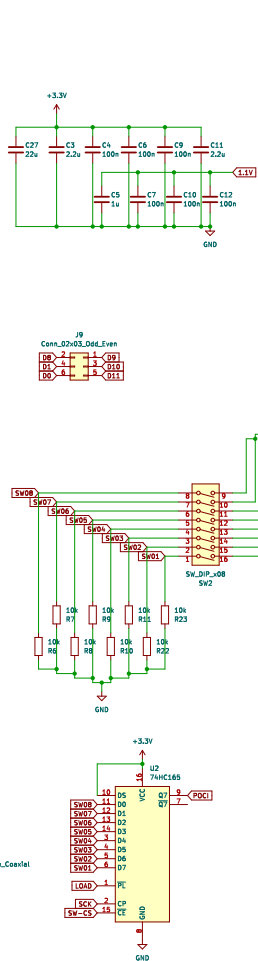 +3.3V
C27 22u
C3 2.2u
C4 100n
C6 100n
C9 100n
C11 2.2u
1.1V
C5 1u
C7 100n
C10 100n
C12 100n
GND
J9
Conn_02x03_Odd_Even
D8 2 1 D9
D1 4 3 D10
D0 6 5 D11
SW08 8 9
SW07 7 10
SW06 6 11
SW05 5 12
SW04 4 13
SW03 3 14
SW02 2 15
SW01 1 16
SW_DIP_x08
SW2
10k R7
10k R9
10k R11
10k R23
10k R6
10k R8
10k R10
10k R22
GND
+3.3V
U2
74HC165
16
VCC
10 DS
SW08 11 D0
SW07 12 D1
SW06 13 D2
SW05 14 D3
SW04 3 D4
SW03 4 D5
SW02 5 D6
SW01 6 D7
Q7 9 POCI
Q7 7
_Coaxial
LOAD 1 PL
SCK 2 CP
SW-CS 15 CE
GND
8
GND